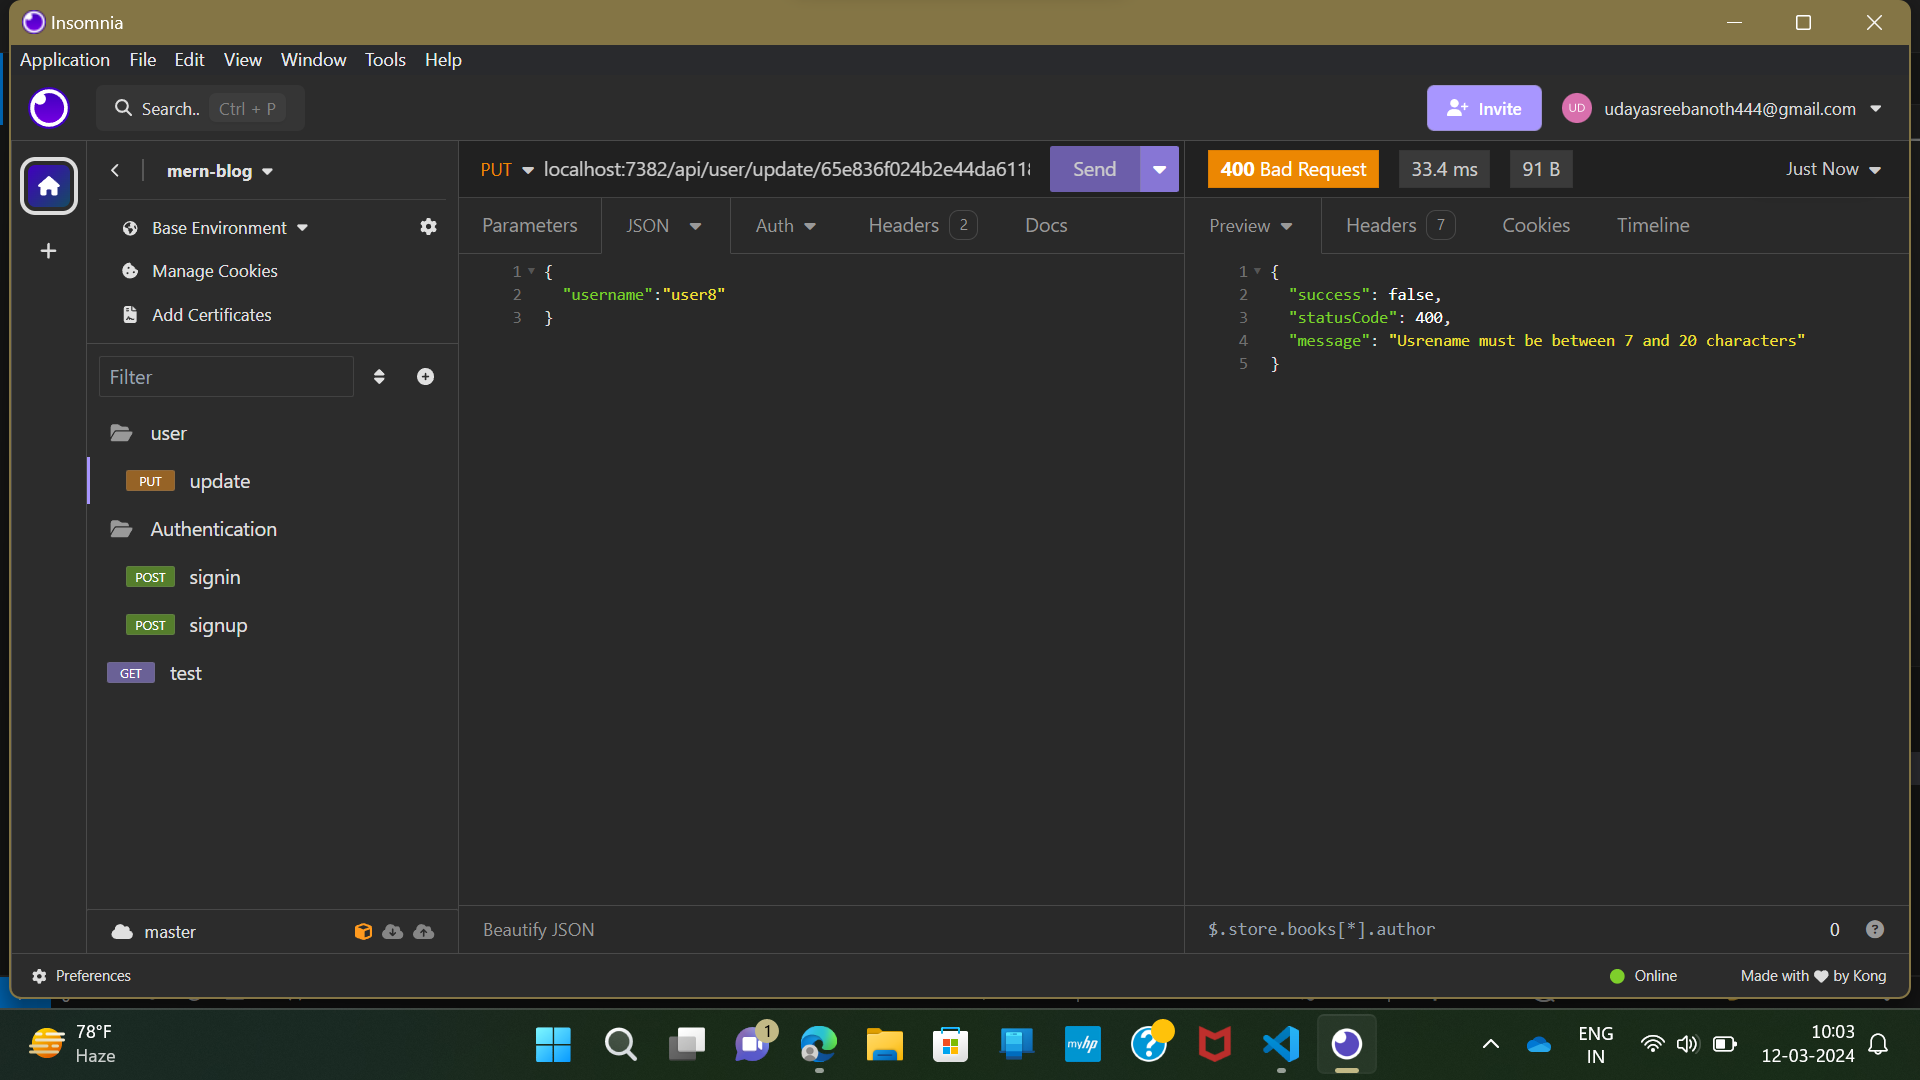 Insomnia
Application File Edit View Window Tools Help
Search.. Ctrl + P
Invite
UD
udayasreebanoth444@gmail.com
mern-blog
Base Environment
Manage Cookies
Add Certificates
Filter
user
PUT update
Authentication
POST signin
POST signup
GET test
master
PUT localhost:7382/api/user/update/65e836f024b2e44da6118 Send
Parameters JSON Auth Headers 2 Docs
1 {
2 "username":"user8"
3 }
Beautify JSON
400 Bad Request 33.4 ms 91 B Just Now
Preview Headers 7 Cookies Timeline
1 {
2 "success": false,
3 "statusCode": 400,
4 "message": "Usrename must be between 7 and 20 characters"
5 }
$.store.books[*].author 0 ?
Preferences
Online
Made with ❤ by Kong
78°F
Haze
1
myhp
?
ENG
IN
10:03
12-03-2024